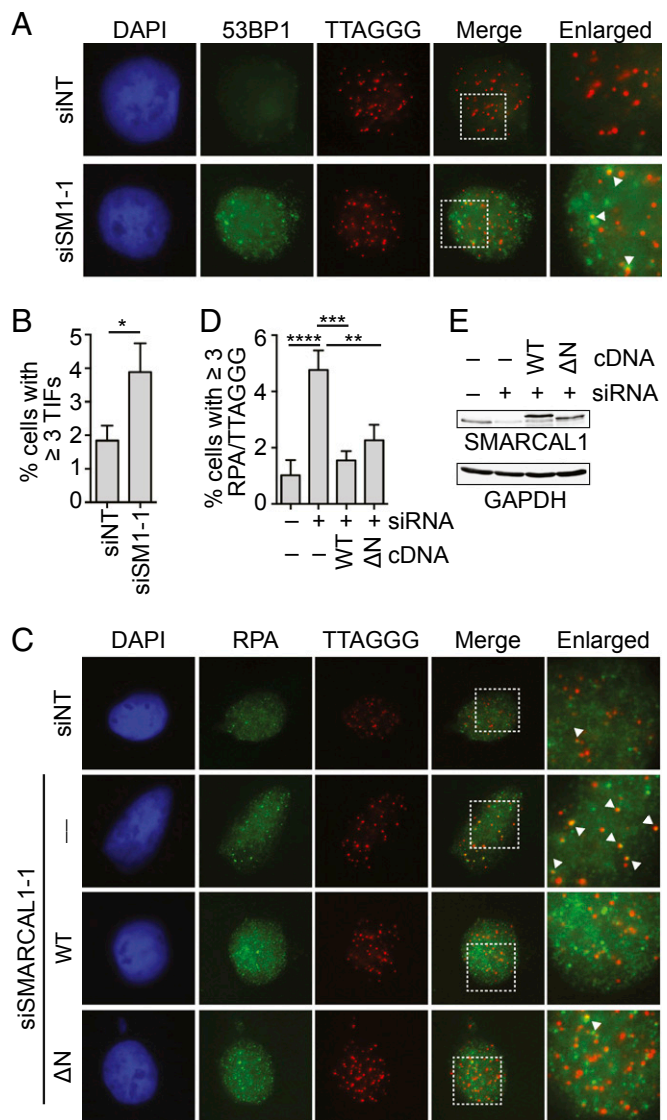 A
DAPI 53BP1 TTAGGG Merge Enlarged
siNT
siSM1-1
B
% cells with ≥ 3 TIFs
5
4
3
2
1
0
*
siNT
siSM1-1
D
% cells with ≥ 3 RPA/TTAGGG
6
4
2
0
***
**** **
– + + + siRNA
– – WT ΔN cDNA
E
– – WT ΔN cDNA
– + + + siRNA
SMARCAL1
GAPDH
C
DAPI RPA TTAGGG Merge Enlarged
siNT
siSMARCAL1-1
—
WT
ΔN